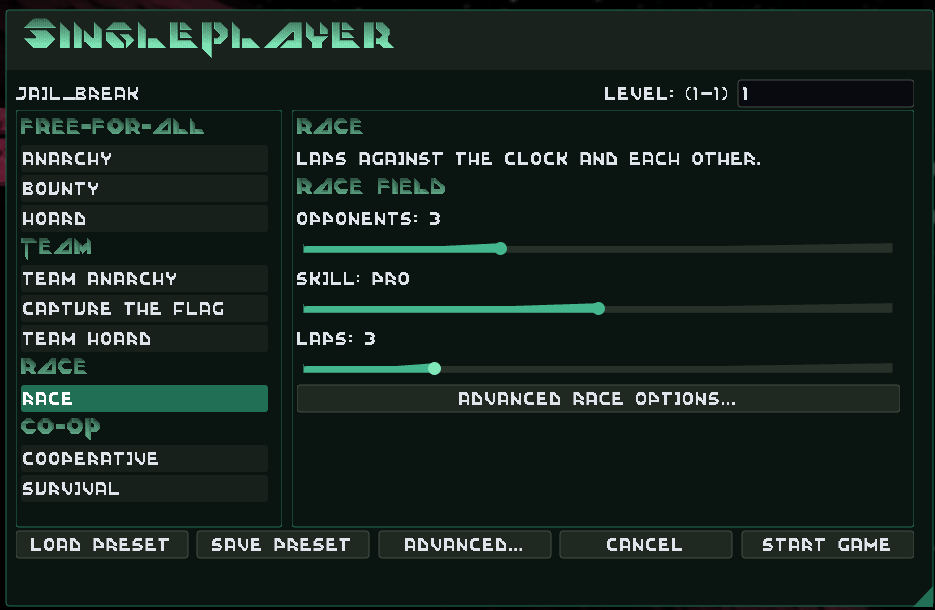 SINGLEPLAYER
JAIL_BREAK
LEVEL: (1-1) 1
FREE-FOR-ALL
ANARCHY
BOUNTY
HOARD
TEAM
TEAM ANARCHY
CAPTURE THE FLAG
TEAM HOARD
RACE
RACE
CO-OP
COOPERATIVE
SURVIVAL
RACE
LAPS AGAINST THE CLOCK AND EACH OTHER.
RACE FIELD
OPPONENTS: 3
SKILL: PRO
LAPS: 3
ADVANCED RACE OPTIONS...
LOAD PRESET
SAVE PRESET
ADVANCED...
CANCEL
START GAME